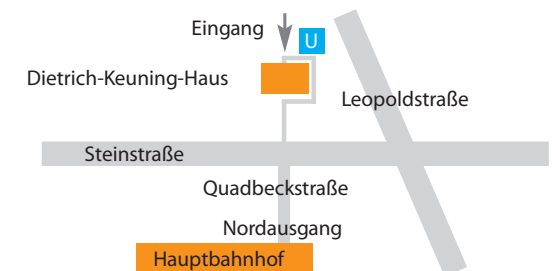 Eingang
U
Dietrich-Keuning-Haus
Leopoldstraße
Steinstraße
Quadbeckstraße
Nordausgang
Hauptbahnhof